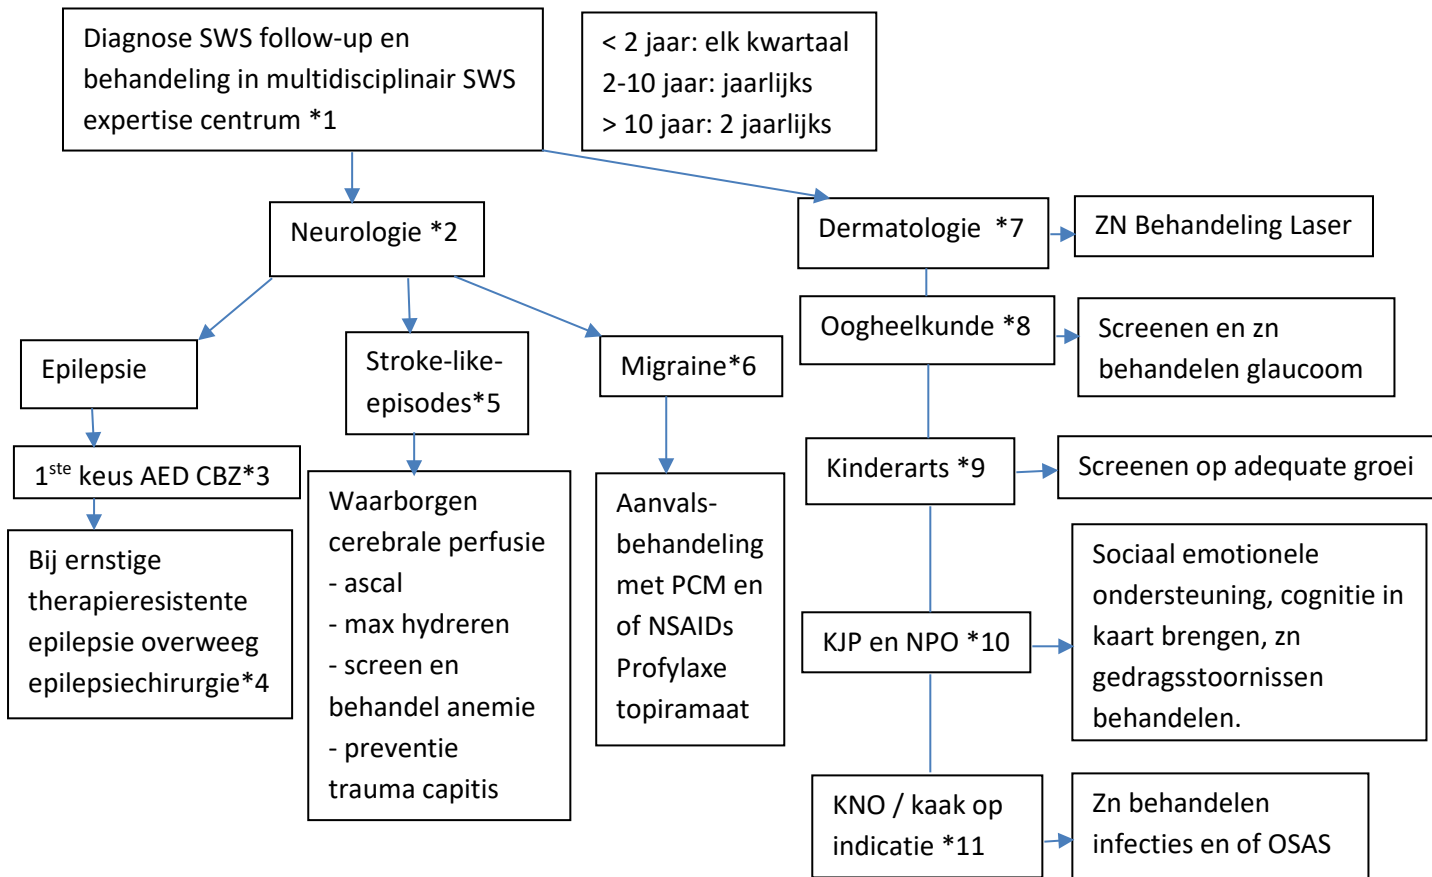 Diagnose SWS follow-up en
behandeling in multidisciplinair SWS
expertise centrum *1
< 2 jaar: elk kwartaal
2-10 jaar: jaarlijks
> 10 jaar: 2 jaarlijks
Neurologie *2
Dermatologie *7
ZN Behandeling Laser
Oogheelkunde *8
Screenen en zn
behandelen glaucoom
Epilepsie
Stroke-like-
episodes*5
Migraine*6
1ste keus AED CBZ*3
Kinderarts *9
Screenen op adequate groei
Bij ernstige
therapieresistente
epilepsie overweeg
epilepsiechirurgie*4
Waarborgen
cerebrale perfusie
- ascal
- max hydreren
- screen en
behandel anemie
- preventie
trauma capitis
Aanvals-
behandeling
met PCM en
of NSAIDs
Profylaxe
topiramaat
KJP en NPO *10
Sociaal emotionele
ondersteuning, cognitie in
kaart brengen, zn
gedragsstoornissen
behandelen.
KNO / kaak op
indicatie *11
Zn behandelen
infecties en of OSAS